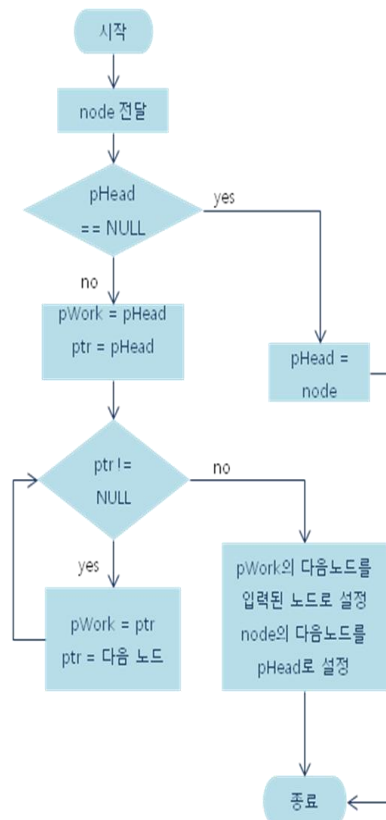 시작
node 전달
pHead
== NULL
yes
no
pWork = pHead
ptr = pHead
pHead =
node
ptr !=
NULL
no
yes
pWork = ptr
ptr = 다음 노드
pWork의 다음노드를
입력된 노드로 설정
node의 다음노드를
pHead로 설정
종료